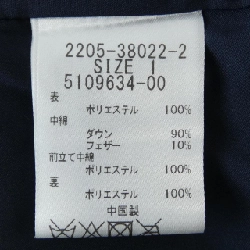 2205-38022-2
SIZE 1
5109634-00
表
ポリエステル 100%
中綿
ダウン 90%
フェザー 10%
前立て中綿
ポリエステル 100%
裏
ポリエステル 100%
中国製